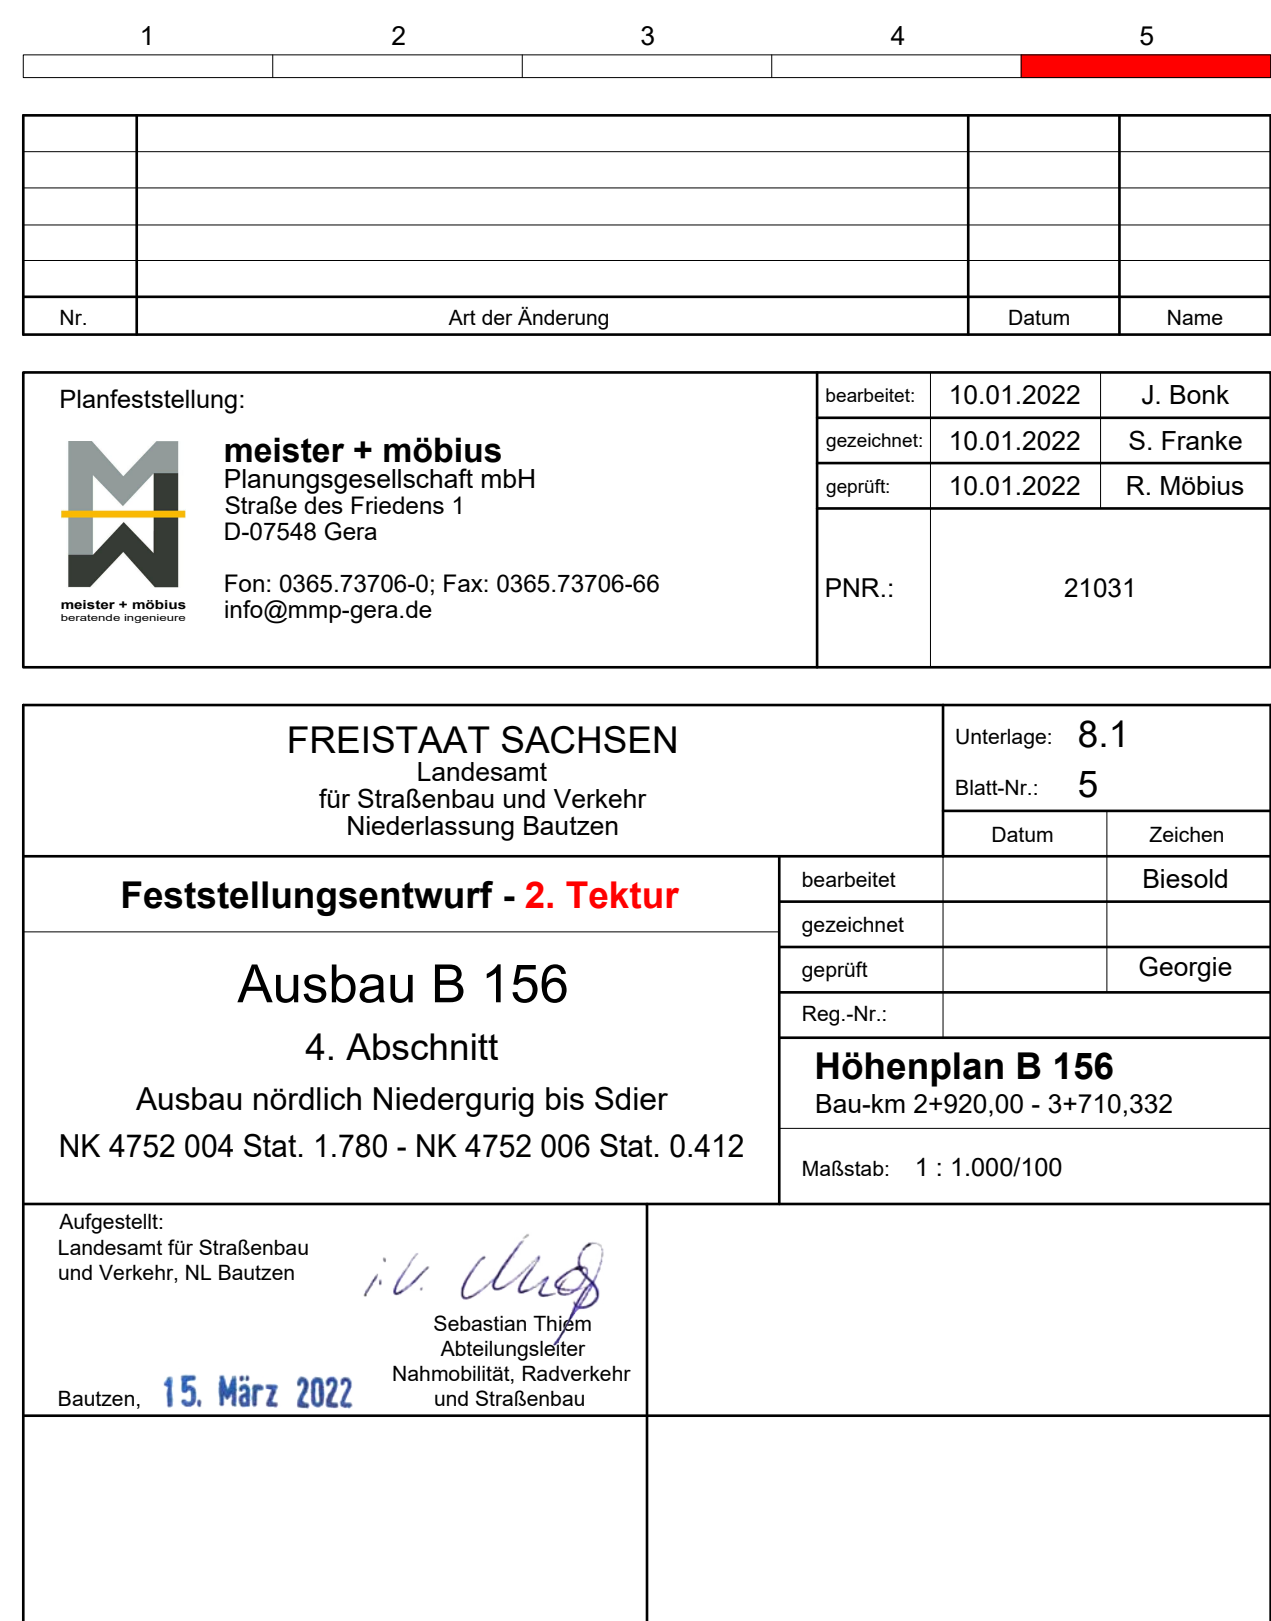 1 2 3 4 5
Nr. Art der Änderung Datum Name
Planfeststellung:
meister + möbius
Planungsgesellschaft mbH
Straße des Friedens 1
D-07548 Gera
Fon: 0365.73706-0; Fax: 0365.73706-66
info@mmp-gera.de
meister + möbius
beratende ingenieure
bearbeitet: 10.01.2022 J. Bonk
gezeichnet: 10.01.2022 S. Franke
geprüft: 10.01.2022 R. Möbius
PNR.: 21031
FREISTAAT SACHSEN
Landesamt
für Straßenbau und Verkehr
Niederlassung Bautzen
Unterlage: 8.1
Blatt-Nr.: 5
Datum Zeichen
Feststellungsentwurf - 2. Tektur
Ausbau B 156
4. Abschnitt
Ausbau nördlich Niedergurig bis Sdier
NK 4752 004 Stat. 1.780 - NK 4752 006 Stat. 0.412
bearbeitet Biesold
gezeichnet
geprüft Georgie
Reg.-Nr.:
Höhenplan B 156
Bau-km 2+920,00 - 3+710,332
Maßstab: 1 : 1.000/100
Aufgestellt:
Landesamt für Straßenbau
und Verkehr, NL Bautzen
i.V.
Sebastian Thiem
Abteilungsleiter
Nahmobilität, Radverkehr
und Straßenbau
Bautzen, 15. März 2022